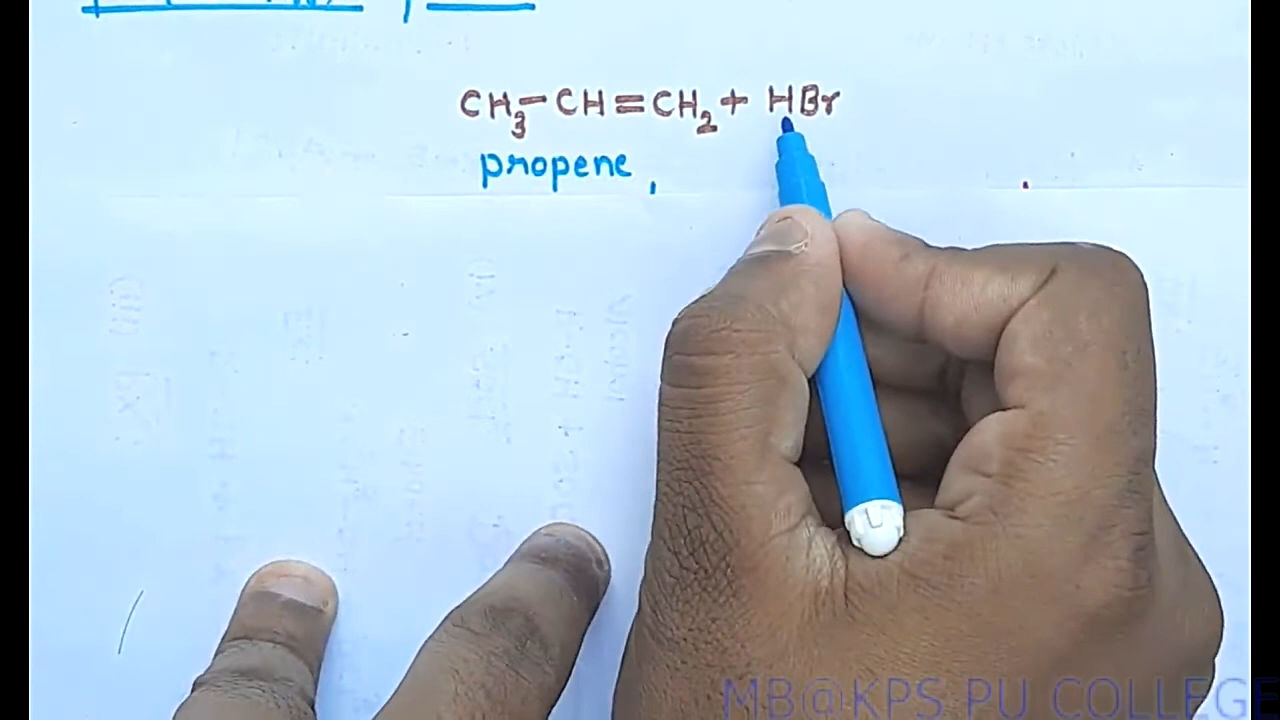 CH₃-CH=CH₂+ HBr
propene,
MB@KPS PU COLLEGE